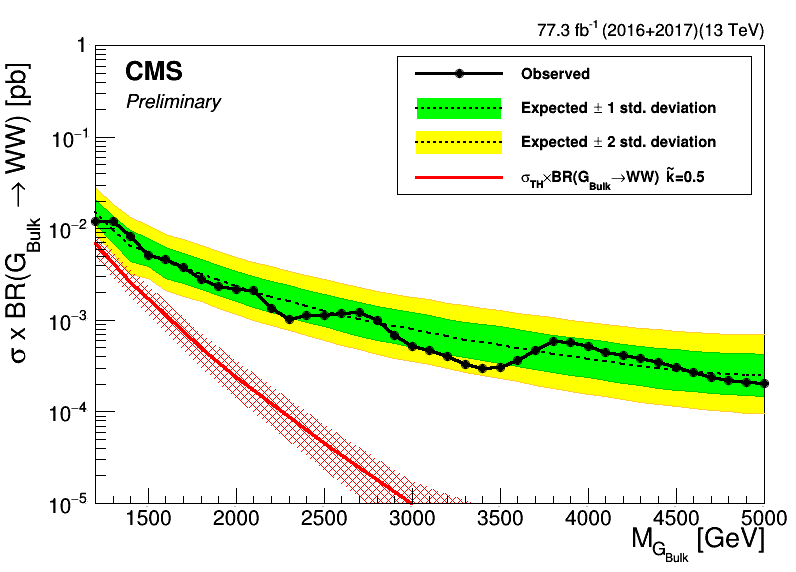 77.3 fb⁻¹ (2016+2017)(13 TeV)
CMS
Preliminary
Observed
Expected ± 1 std. deviation
Expected ± 2 std. deviation
σ_TH×BR(G_Bulk→WW) k̃=0.5
σ x BR(G_Bulk → WW) [pb]
1
10⁻¹
10⁻²
10⁻³
10⁻⁴
10⁻⁵
1500 2000 2500 3000 3500 4000 4500 5000
M_G_Bulk [GeV]